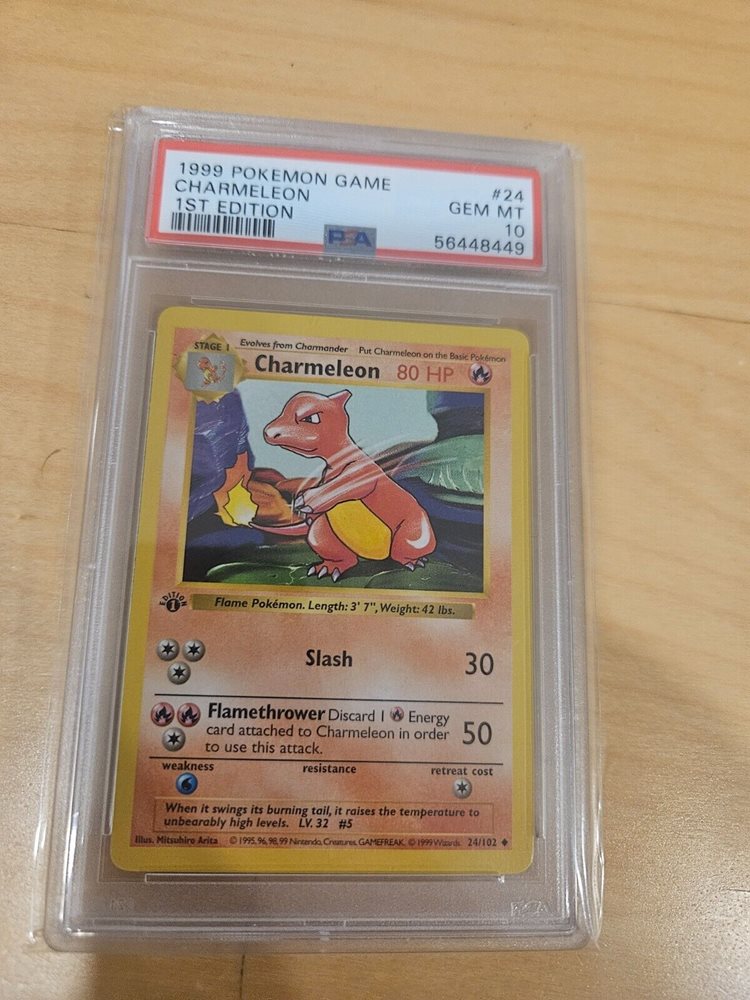 1999 POKEMON GAME
#24
CHARMELEON
GEM MT
1ST EDITION
10
PSA
56448449
STAGE 1
Evolves from Charmander
Put Charmeleon on the Basic Pokémon
Charmeleon 80 HP
EDITION
1
Flame Pokémon. Length: 3' 7", Weight: 42 lbs.
Slash 30
Flamethrower Discard 1 Energy
card attached to Charmeleon in order
to use this attack.
50
weakness resistance retreat cost
When it swings its burning tail, it raises the temperature to
unbearably high levels. LV. 32 #5
Illus. Mitsuhiro Arita © 1995, 96, 98, 99 Nintendo, Creatures, GAMEFREAK. © 1999 Wizards. 24/102
PSA